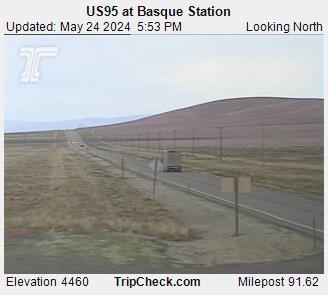 US95 at Basque Station
Updated: May 24 2024 5:53 PM Looking North
Elevation 4460 TripCheck.com Milepost 91.62